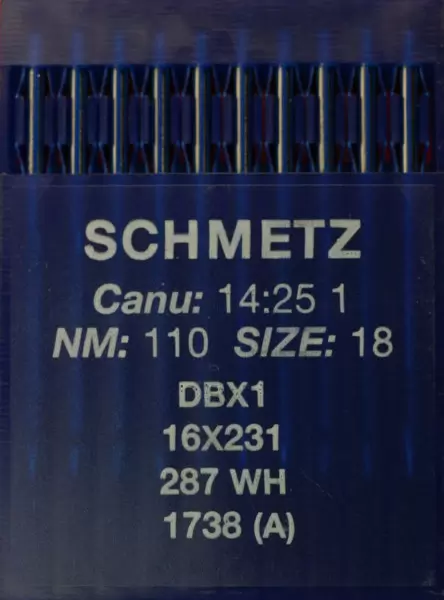 SCHMETZ
Canu: 14:25 1
NM: 110 SIZE: 18
DBX1
16X231
287 WH
1738 (A)